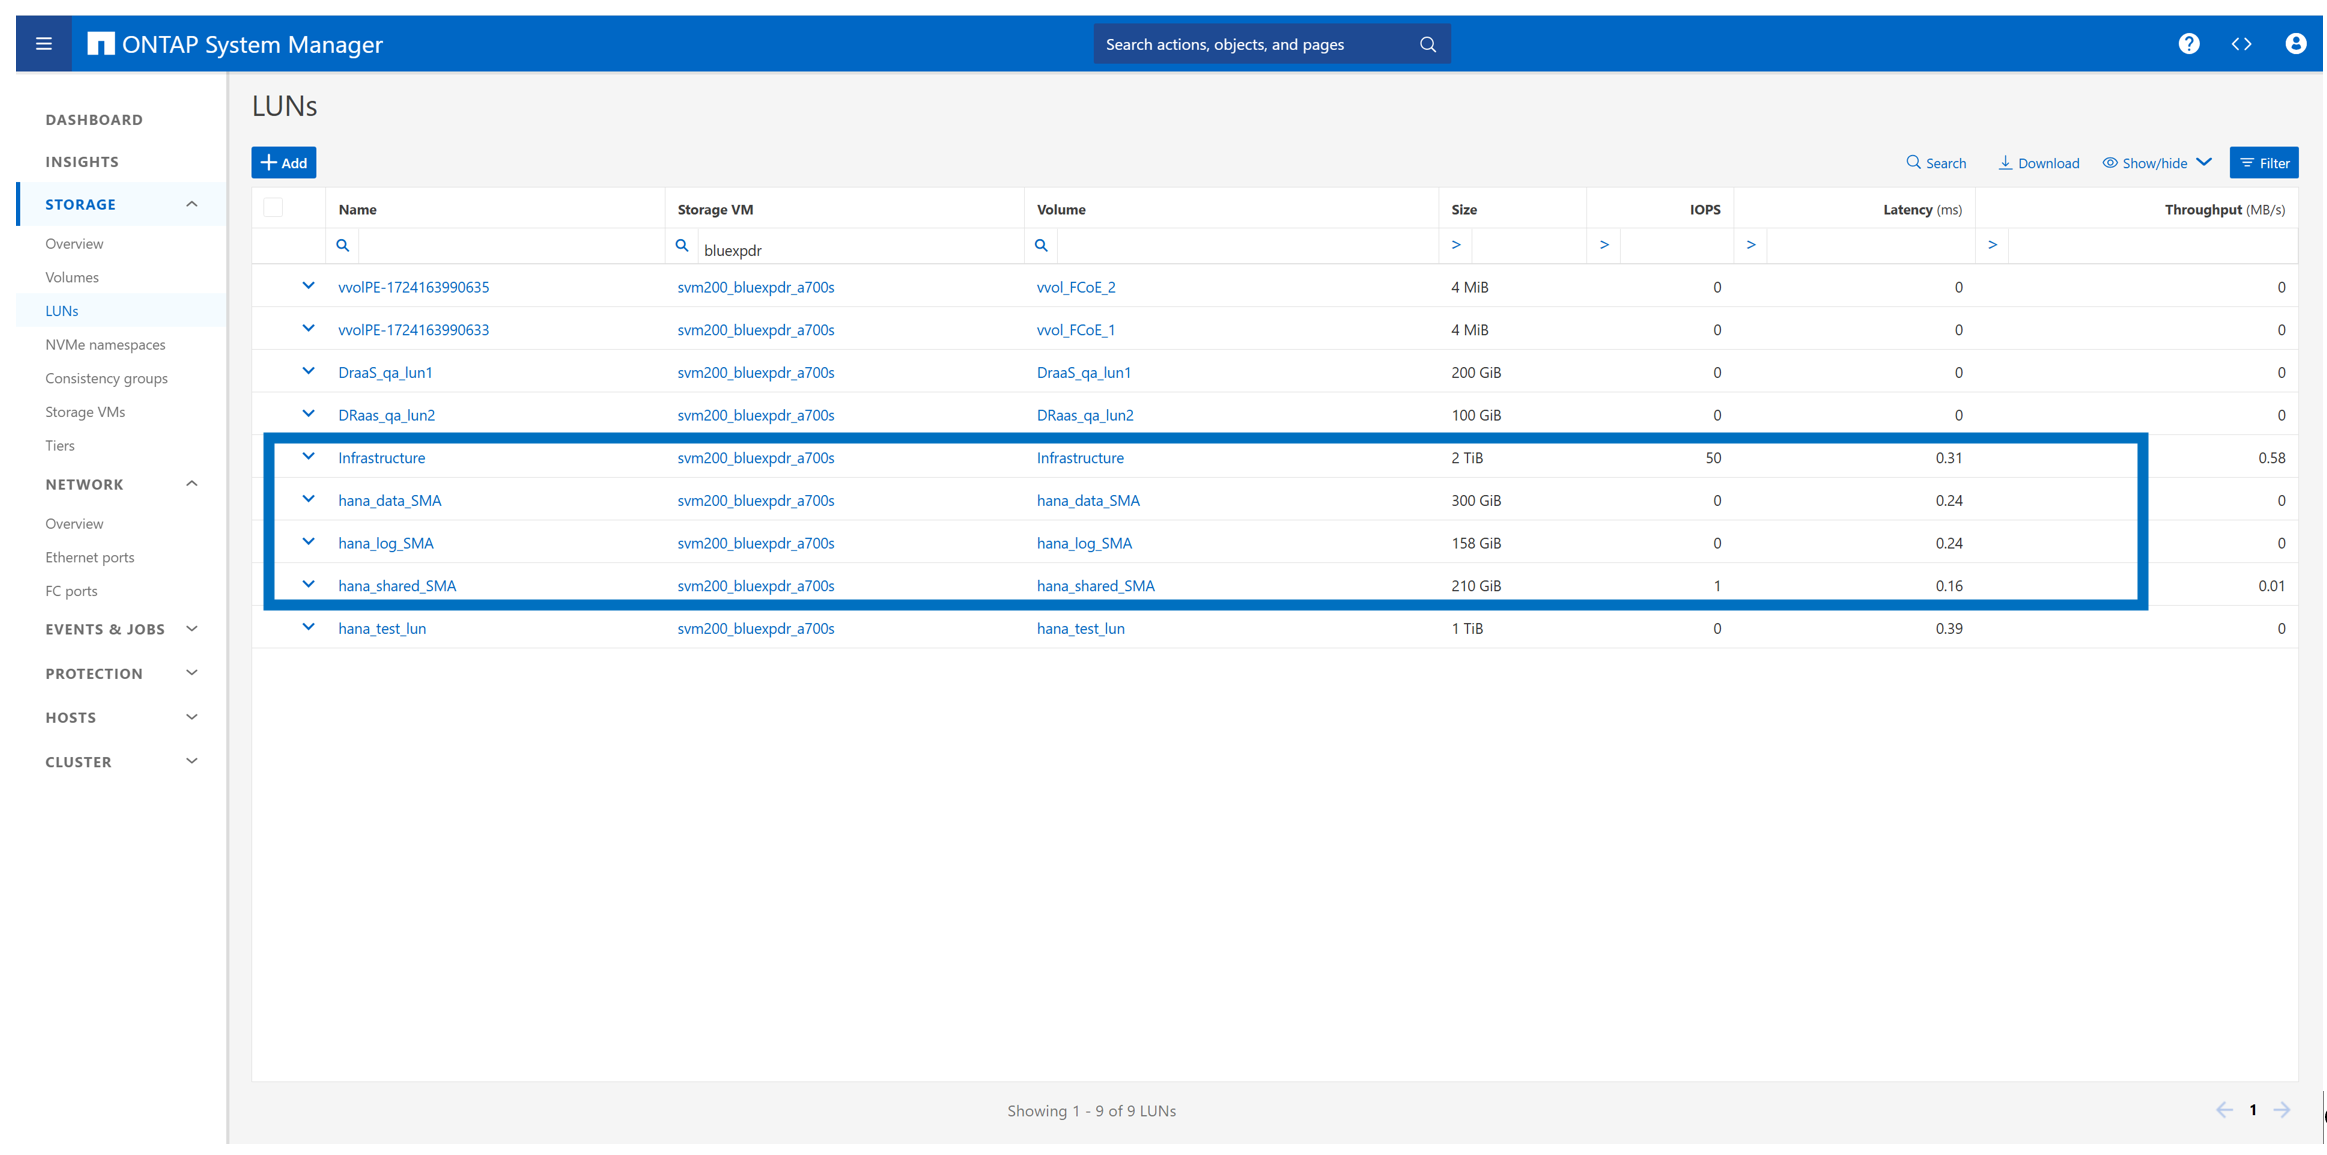 ONTAP System Manager
Search actions, objects, and pages
DASHBOARD
INSIGHTS
STORAGE
Overview
Volumes
LUNs
NVMe namespaces
Consistency groups
Storage VMs
Tiers
NETWORK
Overview
Ethernet ports
FC ports
EVENTS & JOBS
PROTECTION
HOSTS
CLUSTER
LUNs
+ Add
Search Download Show/hide Filter
Name Storage VM Volume Size IOPS Latency (ms) Throughput (MB/s)
bluexpdr > > > >
vvolPE-1724163990635 svm200_bluexpdr_a700s vvol_FCoE_2 4 MiB 0 0 0
vvolPE-1724163990633 svm200_bluexpdr_a700s vvol_FCoE_1 4 MiB 0 0 0
DraaS_qa_lun1 svm200_bluexpdr_a700s DraaS_qa_lun1 200 GiB 0 0 0
DRaas_qa_lun2 svm200_bluexpdr_a700s DRaas_qa_lun2 100 GiB 0 0 0
Infrastructure svm200_bluexpdr_a700s Infrastructure 2 TiB 50 0.31 0.58
hana_data_SMA svm200_bluexpdr_a700s hana_data_SMA 300 GiB 0 0.24 0
hana_log_SMA svm200_bluexpdr_a700s hana_log_SMA 158 GiB 0 0.24 0
hana_shared_SMA svm200_bluexpdr_a700s hana_shared_SMA 210 GiB 1 0.16 0.01
hana_test_lun svm200_bluexpdr_a700s hana_test_lun 1 TiB 0 0.39 0
Showing 1 - 9 of 9 LUNs
1